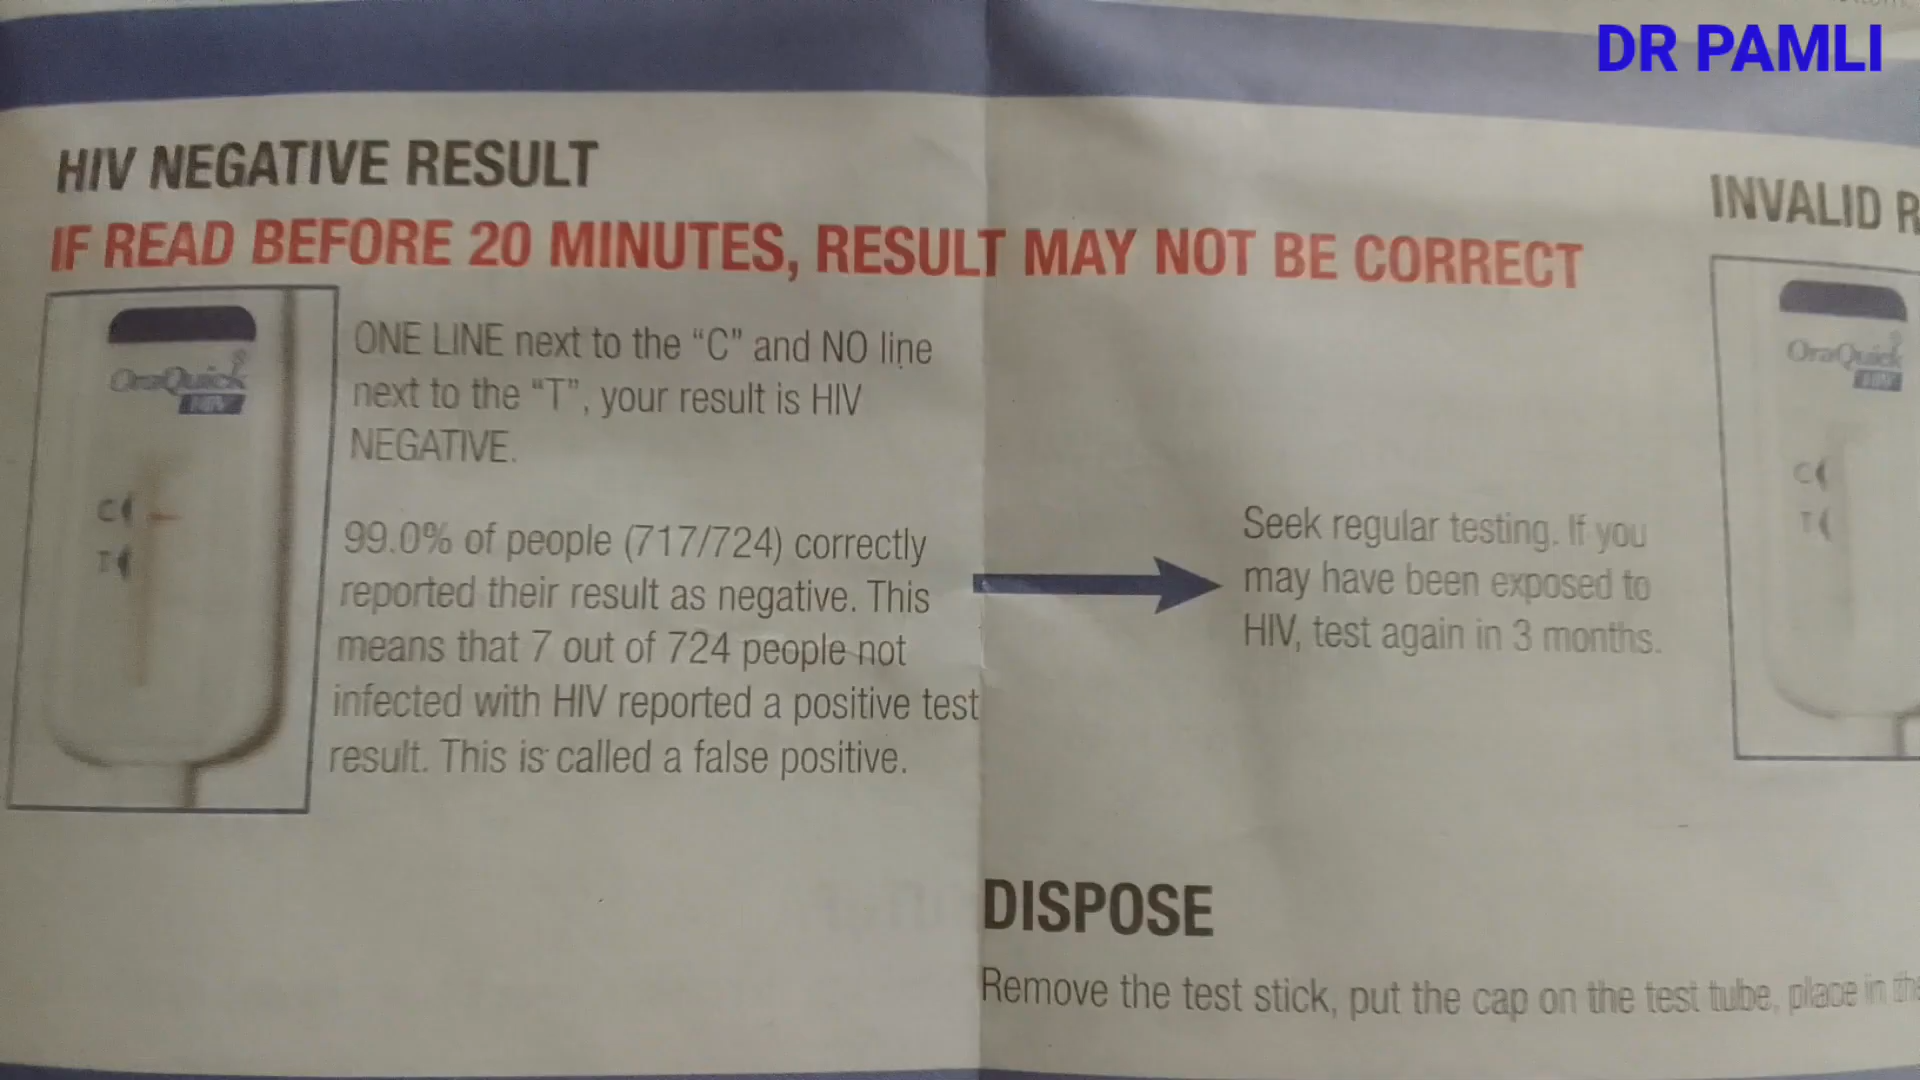 DR PAMLI
HIV NEGATIVE RESULT
IF READ BEFORE 20 MINUTES, RESULT MAY NOT BE CORRECT
OraQuick®
HIV
C
T
ONE LINE next to the “C” and NO line
next to the “T”, your result is HIV
NEGATIVE.
99.0% of people (717/724) correctly
reported their result as negative. This
means that 7 out of 724 people not
infected with HIV reported a positive test
result. This is called a false positive.
Seek regular testing. If you
may have been exposed to
HIV, test again in 3 months.
INVALID R
OraQuick
HIV
C
T
DISPOSE
Remove the test stick, put the cap on the test tube, place in the